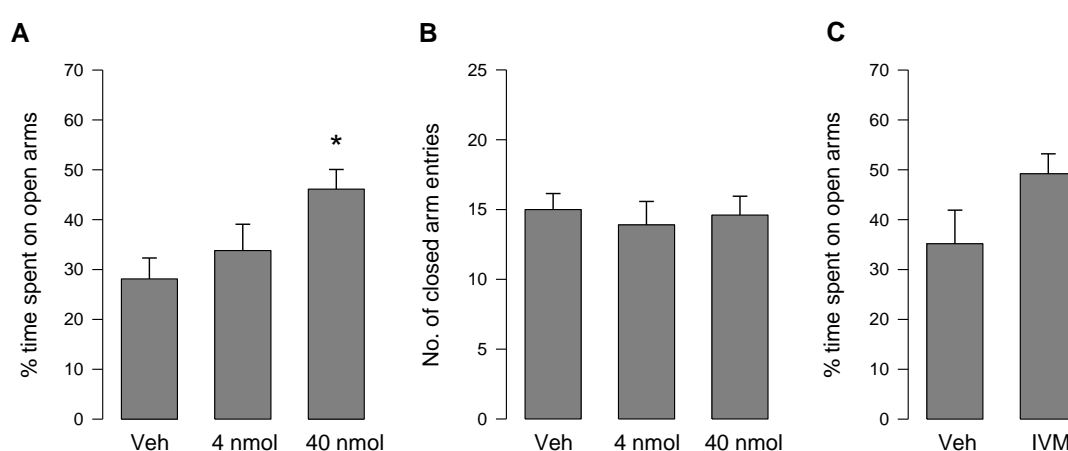 A
% time spent on open arms
70
60
50
40
30
20
10
0
*
Veh
4 nmol
40 nmol
B
No. of closed arm entries
25
20
15
10
5
0
Veh
4 nmol
40 nmol
C
% time spent on open arms
70
60
50
40
30
20
10
0
Veh
IVM